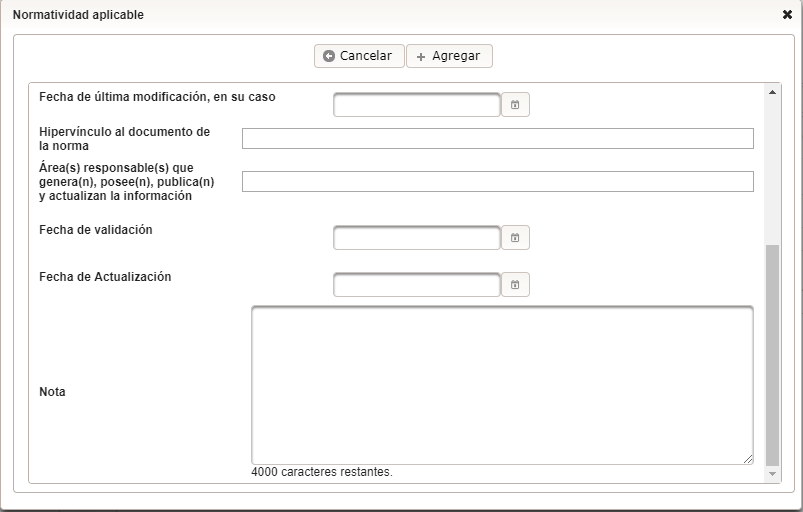 Normatividad aplicable
Cancelar
Agregar
Fecha de última modificación, en su caso
Hipervínculo al documento de
la norma
Área(s) responsable(s) que
genera(n), posee(n), publica(n)
y actualizan la información
Fecha de validación
Fecha de Actualización
Nota
4000 caracteres restantes.